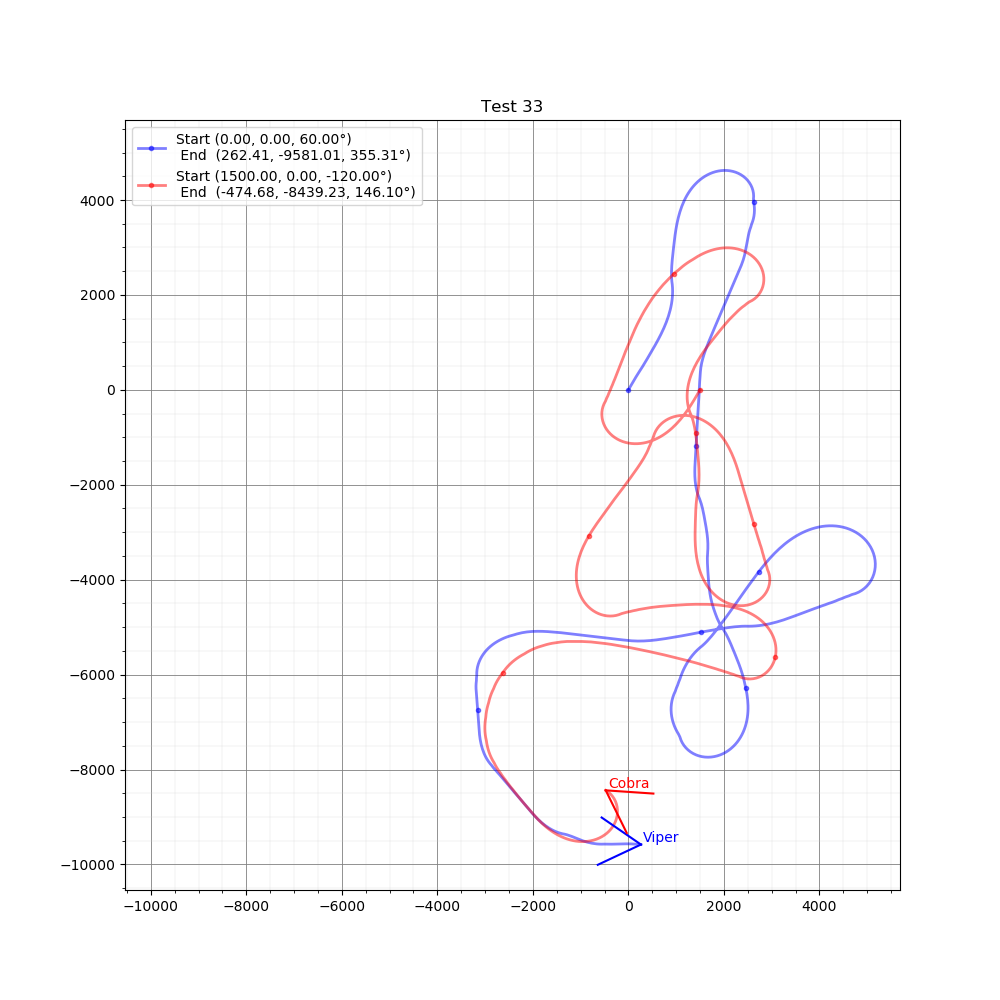 Test 33
Start (0.00, 0.00, 60.00°)
End (262.41, -9581.01, 355.31°)
Start (1500.00, 0.00, -120.00°)
End (-474.68, -8439.23, 146.10°)
4000
2000
0
−2000
−4000
−6000
−8000
−10000
Cobra
Viper
−10000 −8000 −6000 −4000 −2000 0 2000 4000